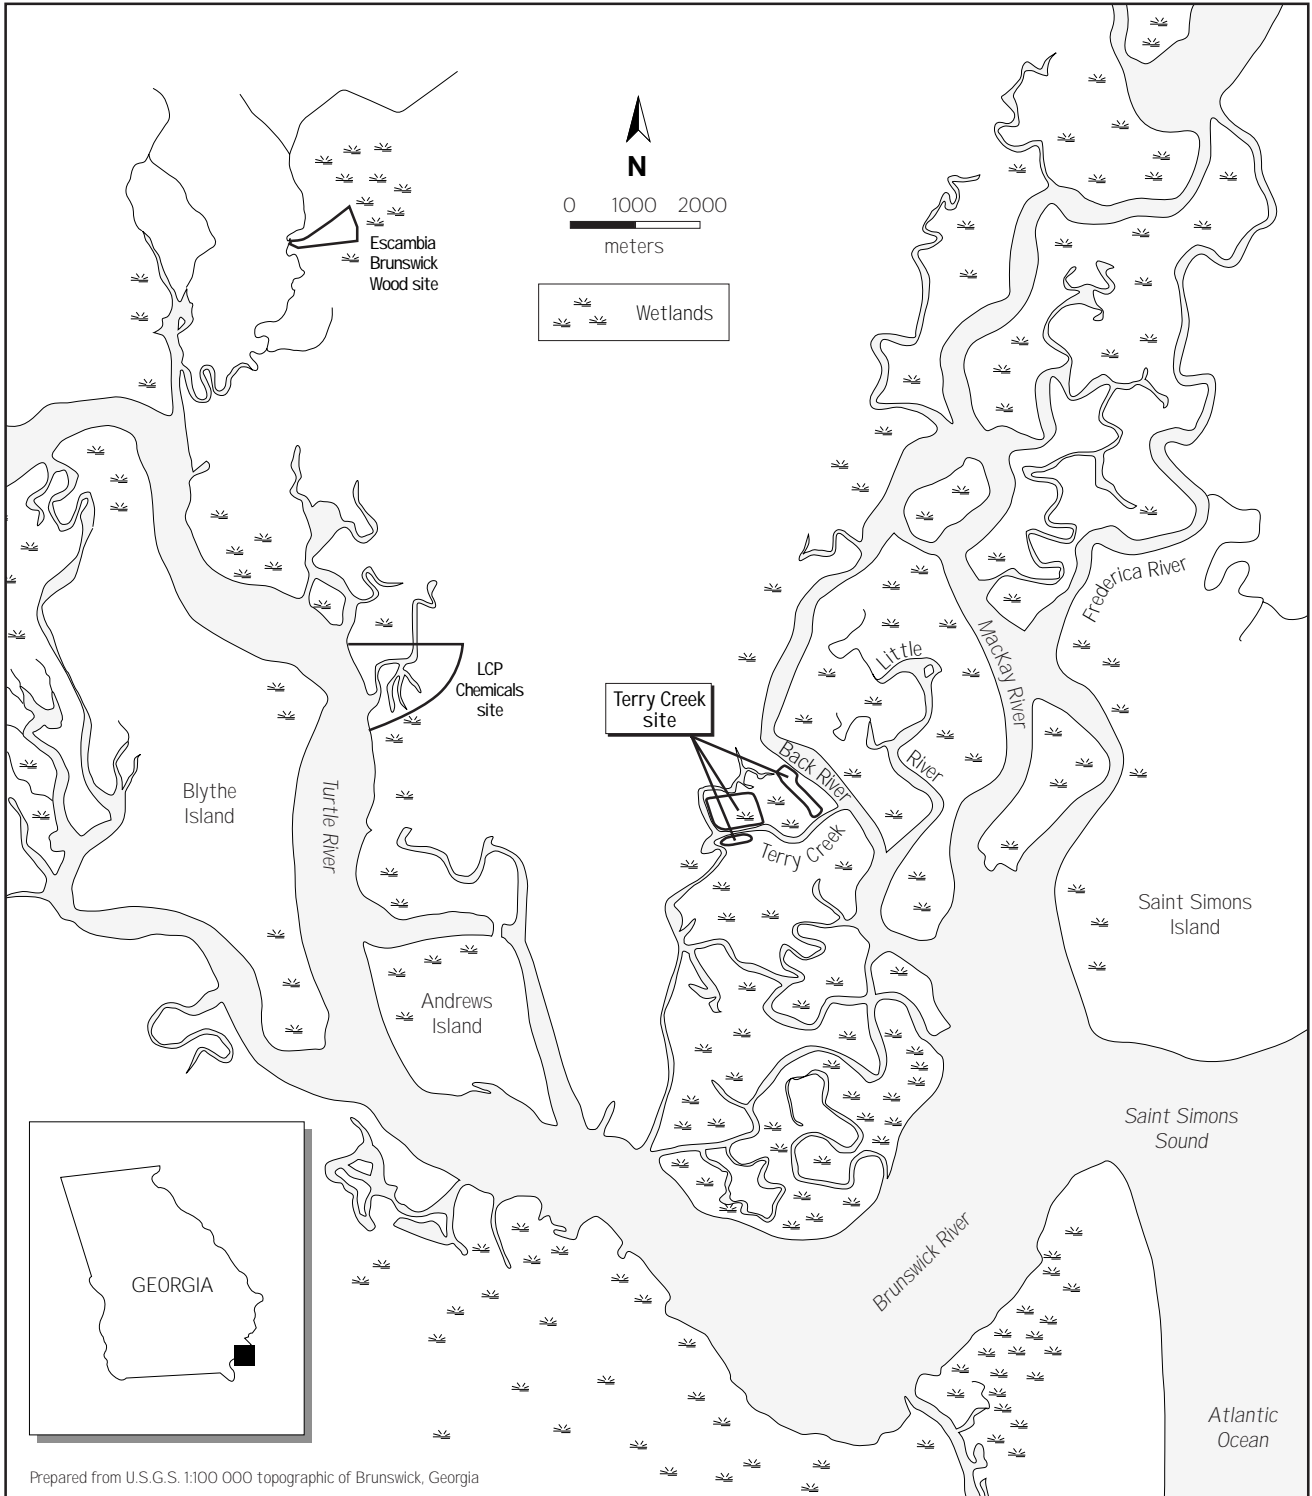 N
0 1000 2000
meters
Escambia
Brunswick
Wood site
Wetlands
Frederica River
MacKay River
Little
River
LCP
Chemicals
site
Terry Creek
site
Back River
Terry Creek
Blythe
Island
Turtle River
Saint Simons
Island
Andrews
Island
Saint Simons
Sound
Brunswick River
GEORGIA
Atlantic
Ocean
Prepared from U.S.G.S. 1:100 000 topographic of Brunswick, Georgia